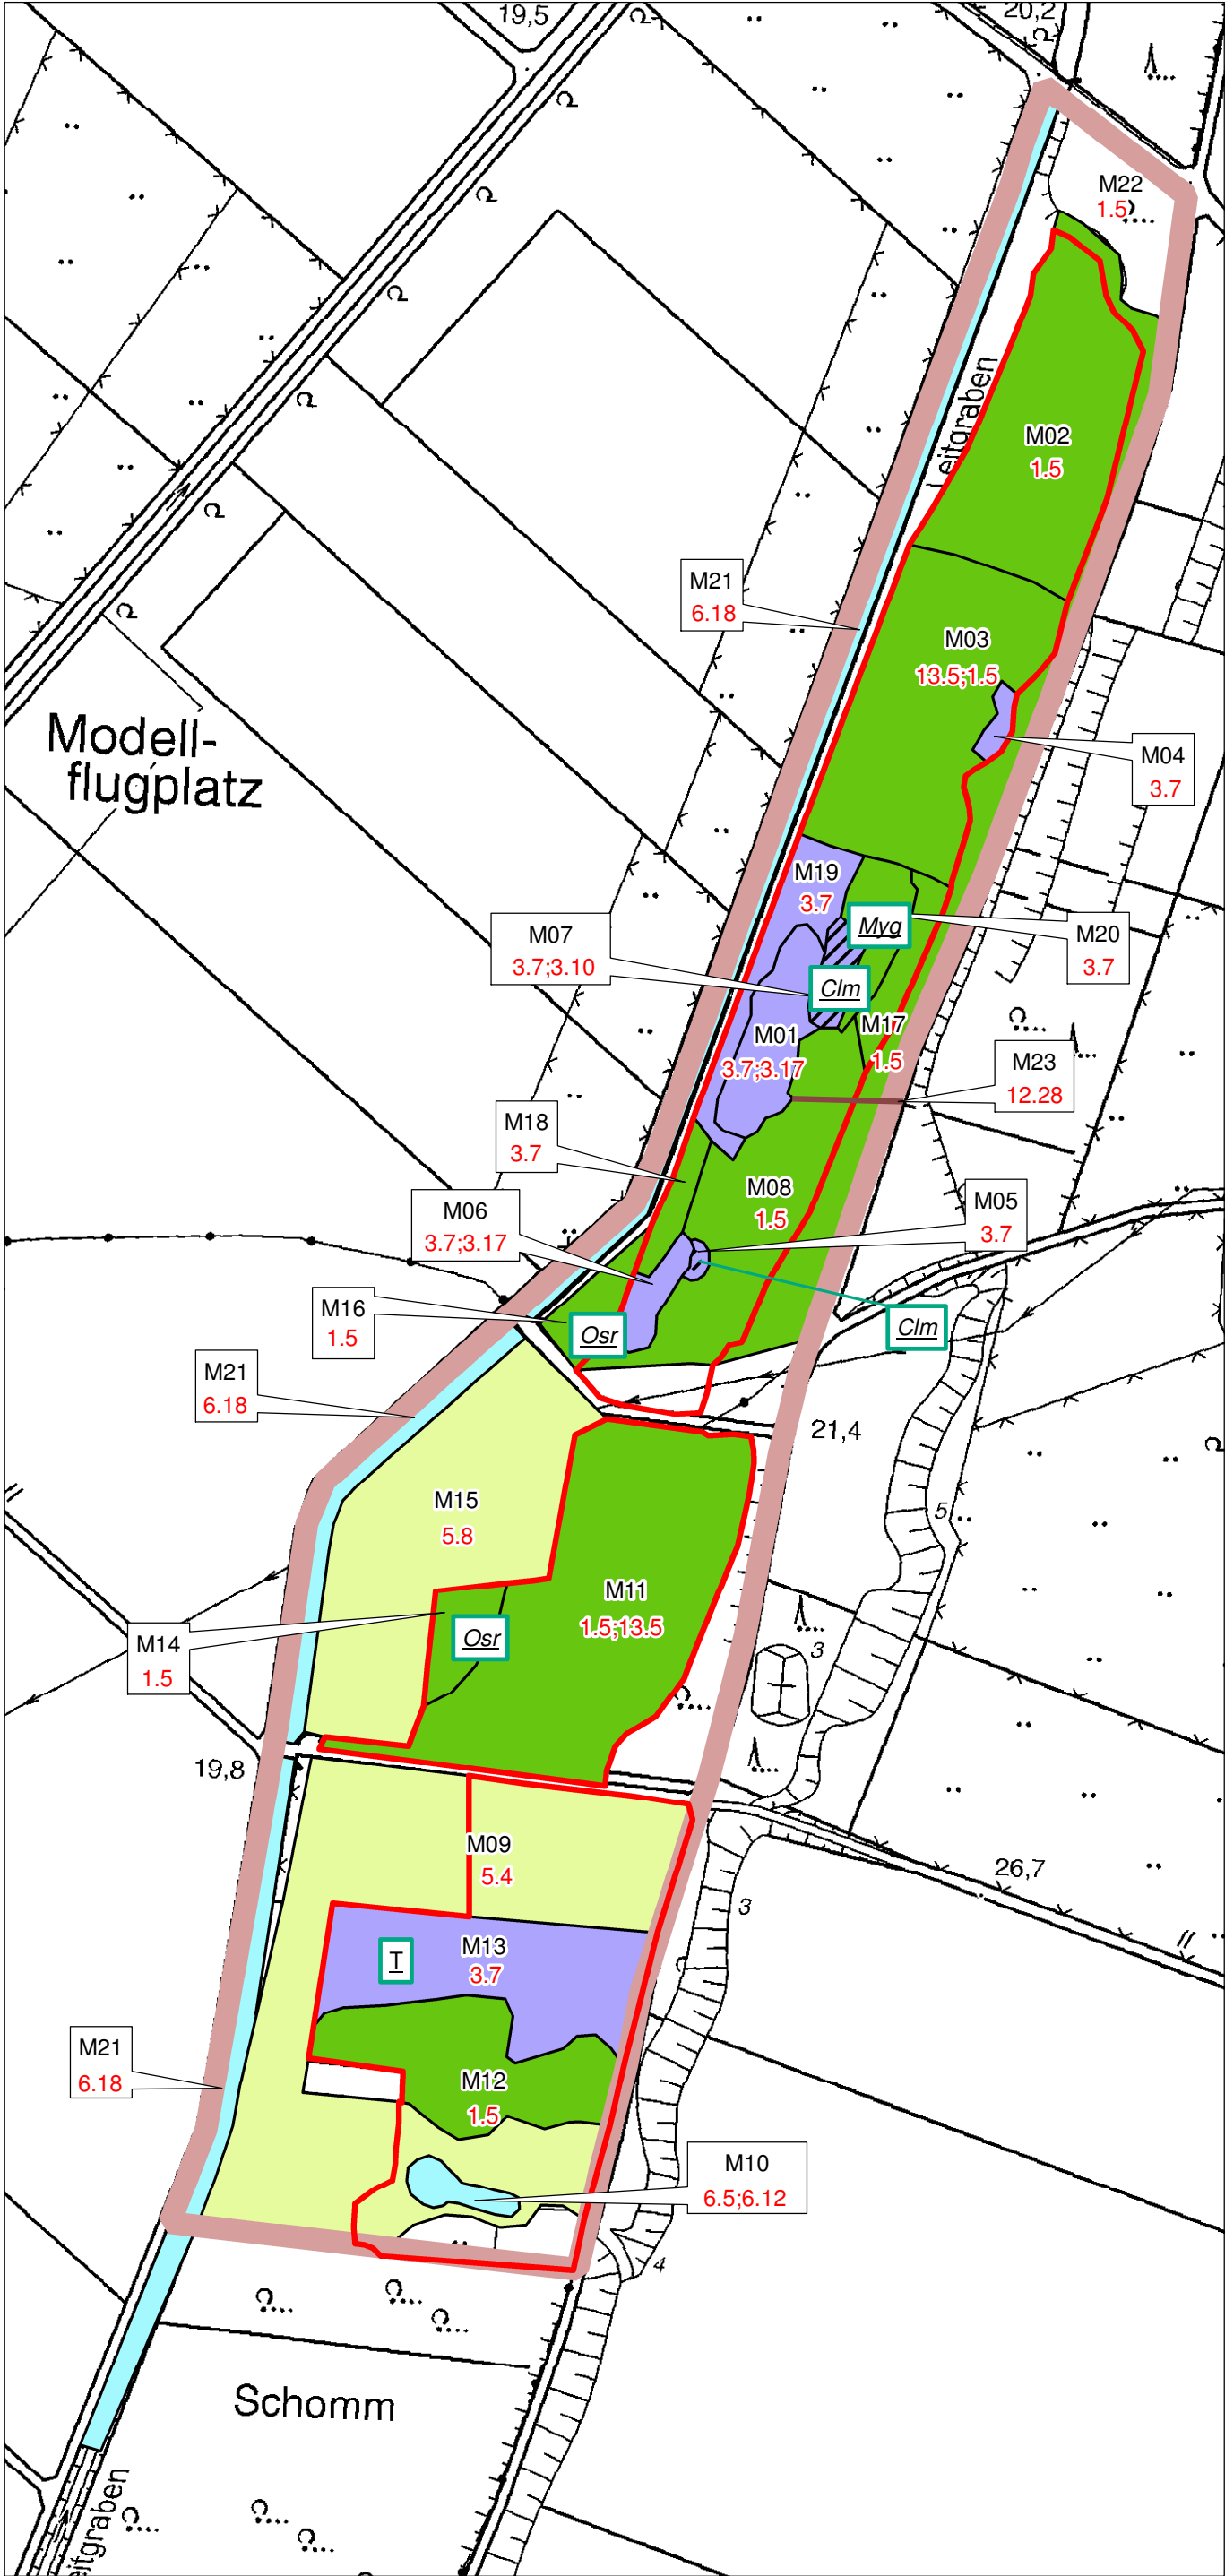 19,5
20,2
M22
1.5
Leitgraben
M02
1.5
M21
6.18
M03
13.5;1.5
Modell-
flugplatz
M04
3.7
M19
3.7
Myg
M07
3.7;3.10
M20
3.7
Clm
M17
1.5
M01
3.7;3.17
M23
12.28
M18
3.7
M08
1.5
M05
3.7
M06
3.7;3.17
M16
1.5
Osr
Clm
M21
6.18
21,4
M15
5.8
5
M11
1.5;13.5
Osr
M14
1.5
3
19,8
M09
5.4
26,7
3
M13
3.7
T
M21
6.18
M12
1.5
M10
6.5;6.12
4
Schomm
eitgraben